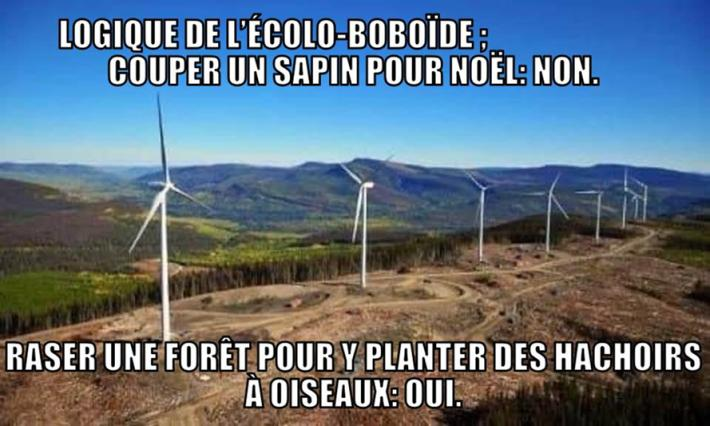 LOGIQUE DE L'ÉCOLO-BOBOÏDE ;
COUPER UN SAPIN POUR NOËL: NON.
RASER UNE FORÊT POUR Y PLANTER DES HACHOIRS
À OISEAUX: OUI.